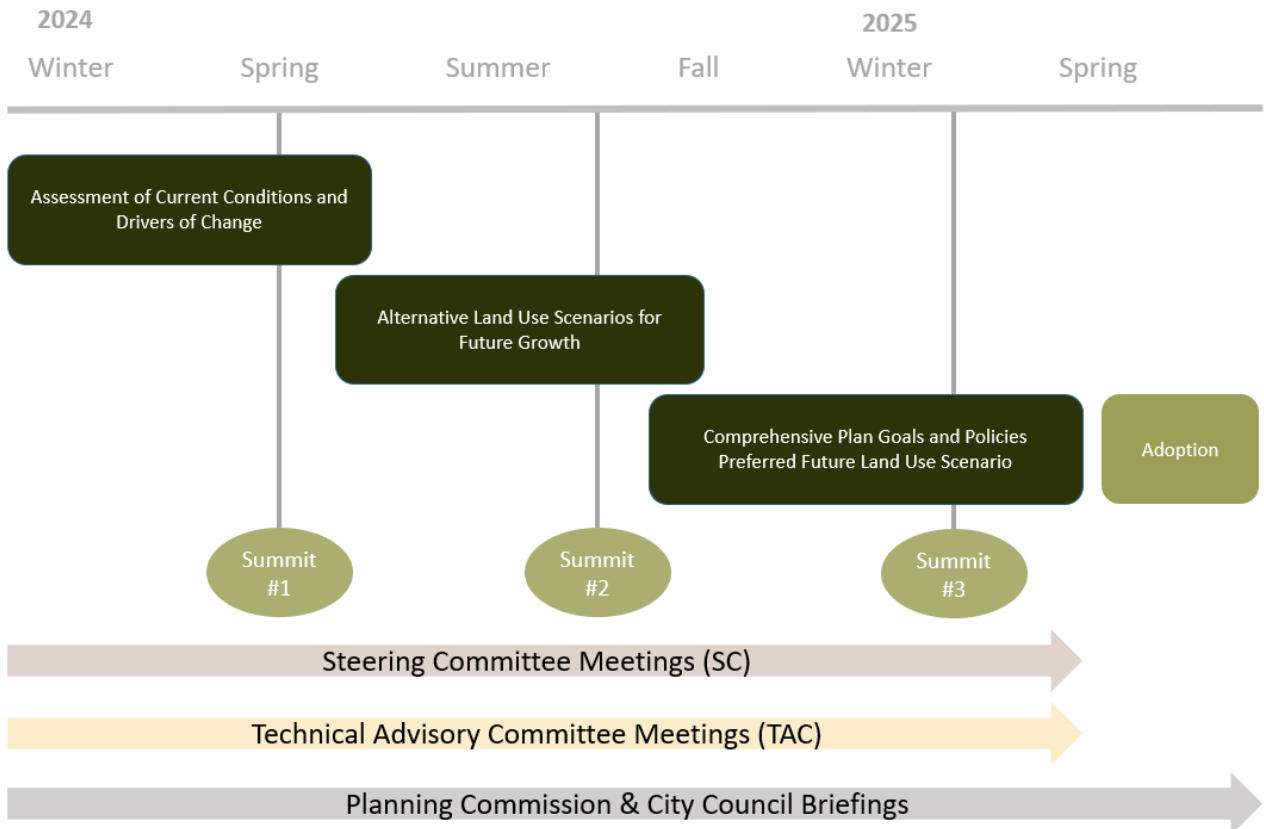 2024
2025
Winter
Spring
Summer
Fall
Winter
Spring
Assessment of Current Conditions and
Drivers of Change
Alternative Land Use Scenarios for
Future Growth
Comprehensive Plan Goals and Policies
Preferred Future Land Use Scenario
Adoption
Summit
#1
Summit
#2
Summit
#3
Steering Committee Meetings (SC)
Technical Advisory Committee Meetings (TAC)
Planning Commission & City Council Briefings